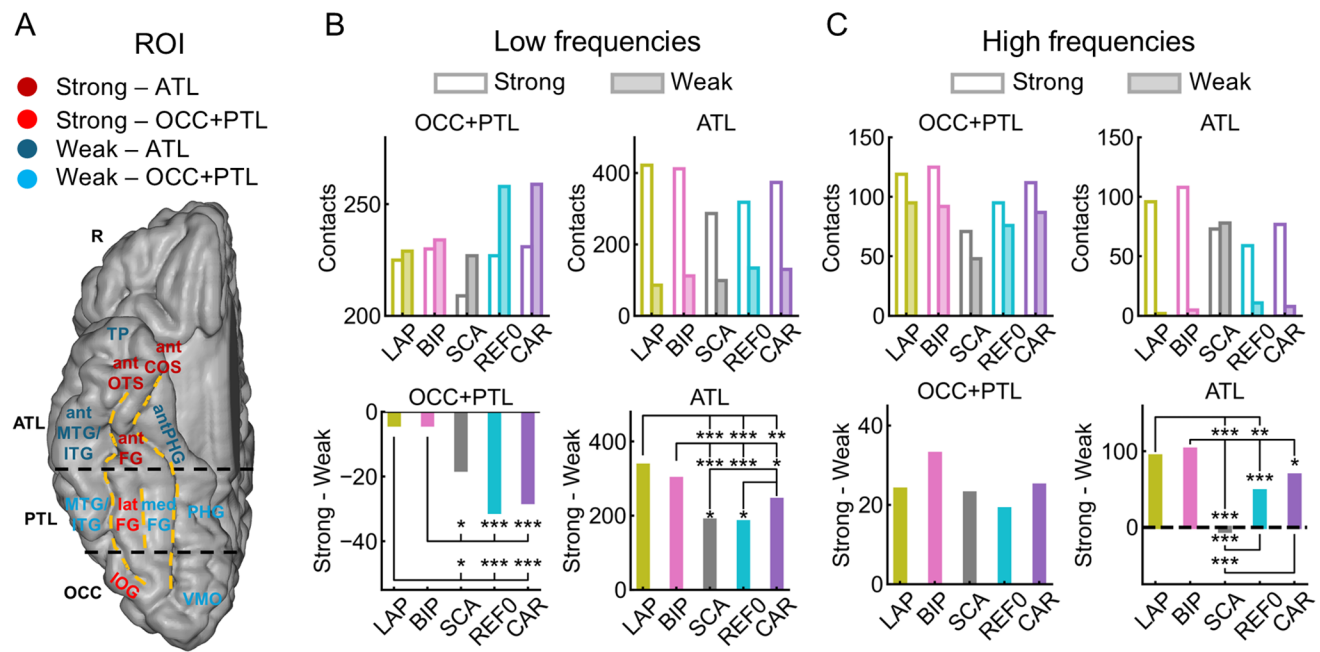 A
ROI
Strong – ATL
Strong – OCC+PTL
Weak – ATL
Weak – OCC+PTL
R
TP
ant
COS
ant
OTS
ATL
ant
MTG/
ITG
ant
FG
antPHG
PTL
MTG/
ITG
lat
FG
med
FG
PHG
OCC
IOG
VMO
B
Low frequencies
Strong
Weak
OCC+PTL
Contacts
250
200
LAP
BIP
SCA
REF0
CAR
ATL
Contacts
400
200
0
LAP
BIP
SCA
REF0
CAR
OCC+PTL
Strong - Weak
0
−20
−40
* *** ***
* *** ***
LAP
BIP
SCA
REF0
CAR
ATL
Strong - Weak
400
200
0
*** *** **
*** *** *
* *
LAP
BIP
SCA
REF0
CAR
C
High frequencies
Strong
Weak
OCC+PTL
Contacts
150
100
50
0
LAP
BIP
SCA
REF0
CAR
ATL
Contacts
150
100
50
0
LAP
BIP
SCA
REF0
CAR
OCC+PTL
Strong - Weak
40
20
0
LAP
BIP
SCA
REF0
CAR
ATL
Strong - Weak
100
0
*** **
*
***
***
***
***
LAP
BIP
SCA
REF0
CAR